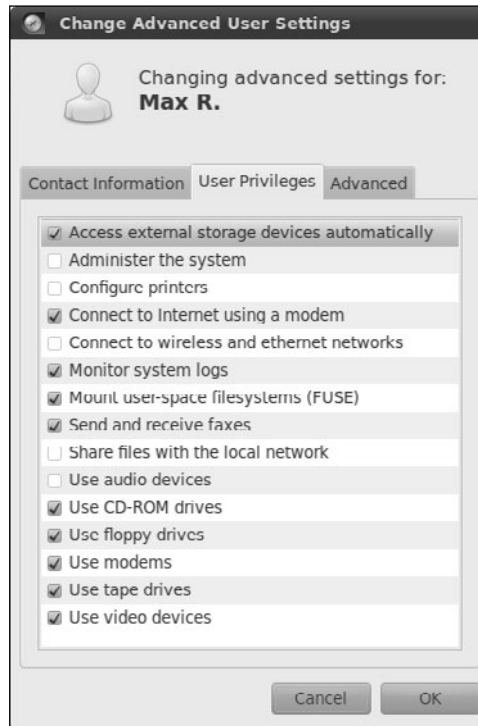 Change Advanced User Settings
Changing advanced settings for:
Max R.
Contact Information User Privileges Advanced
Access external storage devices automatically
Administer the system
Configure printers
Connect to Internet using a modem
Connect to wireless and ethernet networks
Monitor system logs
Mount user-space filesystems (FUSE)
Send and receive faxes
Share files with the local network
Use audio devices
Use CD-ROM drives
Use floppy drives
Use modems
Use tape drives
Use video devices
Cancel OK